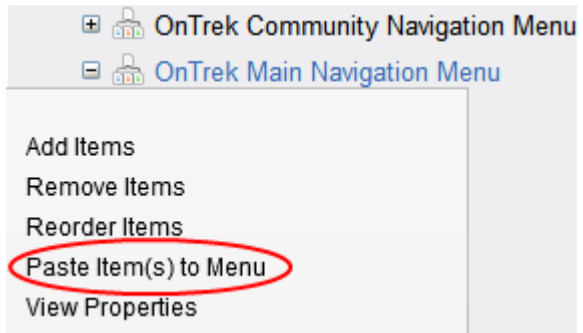 OnTrek Community Navigation Menu
OnTrek Main Navigation Menu
Add Items
Remove Items
Reorder Items
Paste Item(s) to Menu
View Properties